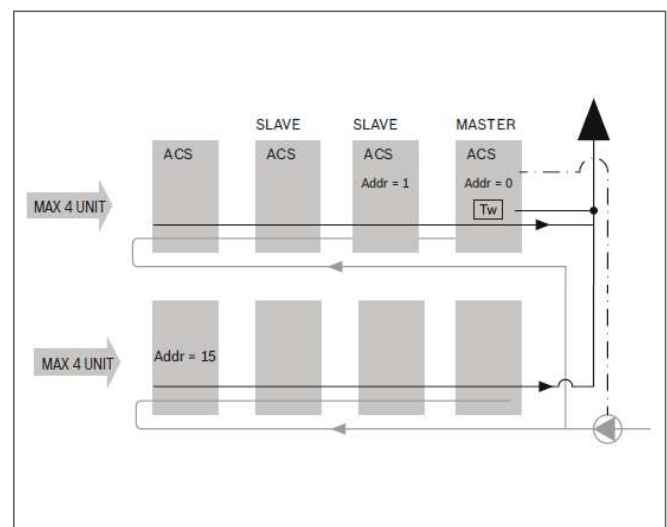 SLAVE SLAVE MASTER
ACS ACS ACS ACS
Addr = 1 Addr = 0
MAX 4 UNIT Tw
MAX 4 UNIT Addr = 15